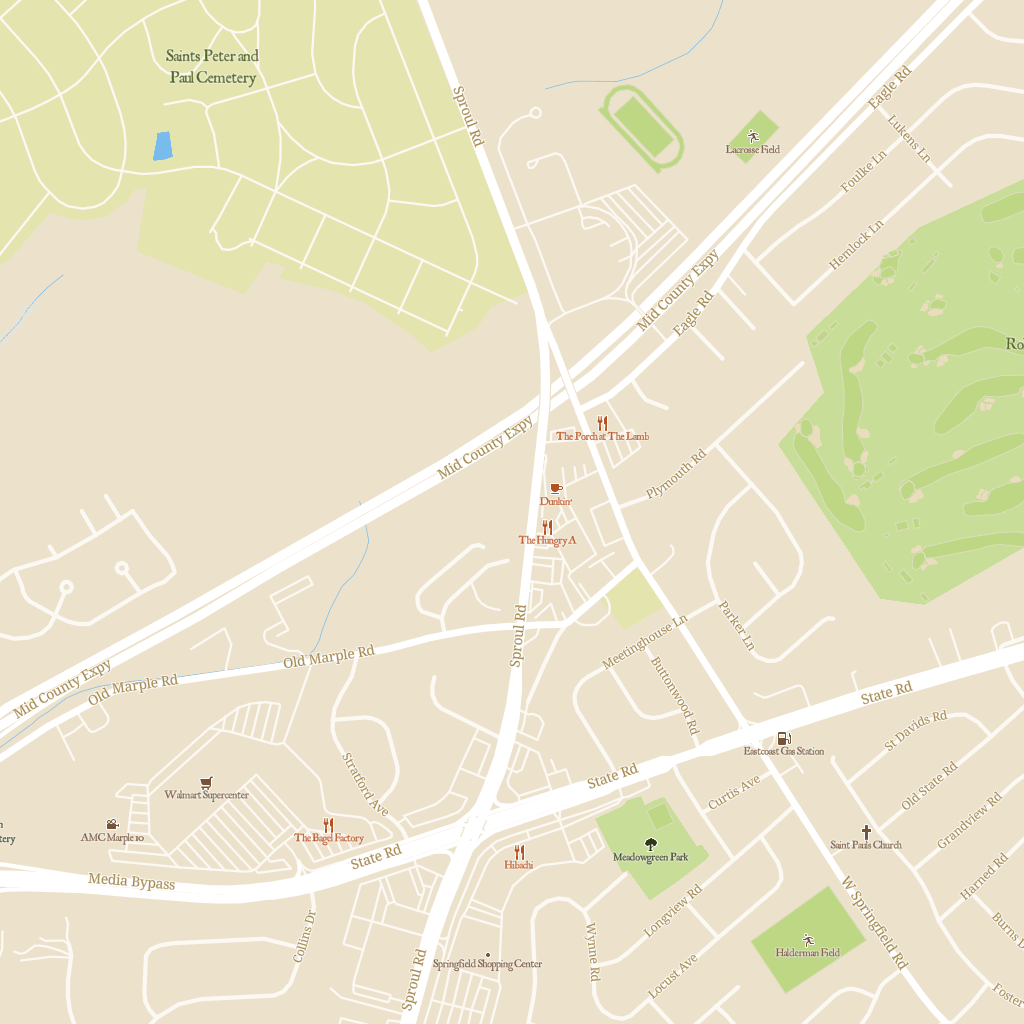 Saints Peter and
Paul Cemetery
Sproul Rd
Eagle Rd
Lukens Ln
Lacrosse Field
Foulke Ln
Hemlock Ln
Mid County Expy
Eagle Rd
Mid County Expy
The Porch at The Lamb
Plymouth Rd
Dunkin'
The Hungry A
Sproul Rd
Parker Ln
Meetinghouse Ln
Old Marple Rd
Old Marple Rd
Mid County Expy
Buttonwood Rd
State Rd
St Davids Rd
Eastcoast Gas Station
State Rd
Stratford Ave
Walmart Supercenter
Curtis Ave
Old State Rd
Grandview Rd
AMC Marple 10
The Bagel Factory
Saint Pauls Church
State Rd
Hibachi
Meadowgreen Park
Media Bypass
Harned Rd
Longview Rd
W Springfield Rd
Collins Dr
Wynne Rd
Halderman Field
Springfield Shopping Center
Locust Ave
Sproul Rd
Foster